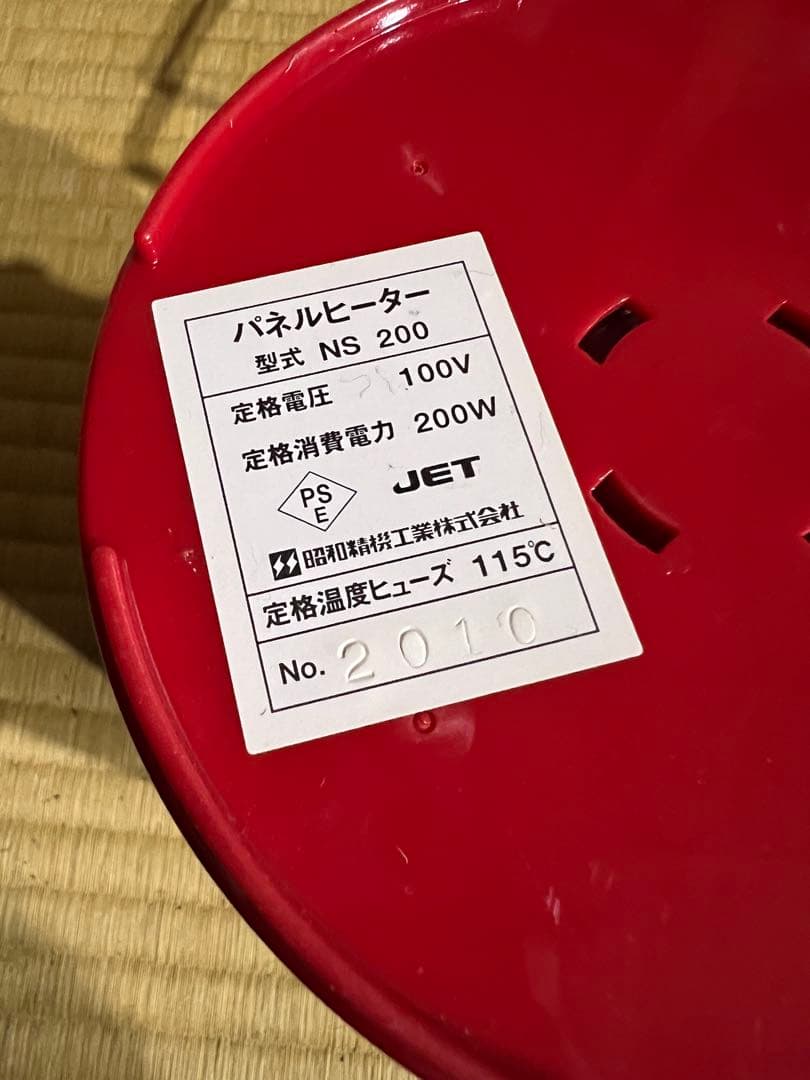 パネルヒーター
型式 NS 200
定格電圧 100V
定格消費電力 200W
PS
E
JET
昭和精機工業株式会社
定格温度ヒューズ 115℃
No. 2010